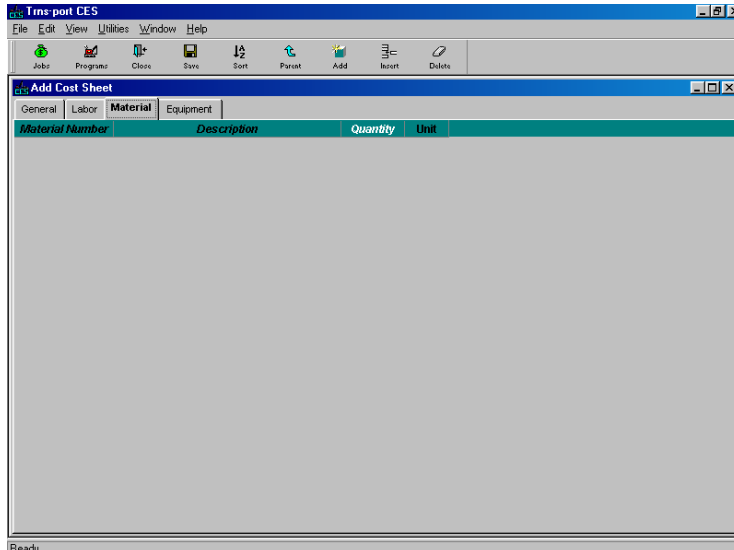 Trns·port CES
File Edit View Utilities Window Help
Jobs Programs Close Save Sort Parent Add Insert Delete
Add Cost Sheet
General Labor Material Equipment
Material Number Description Quantity Unit
Ready